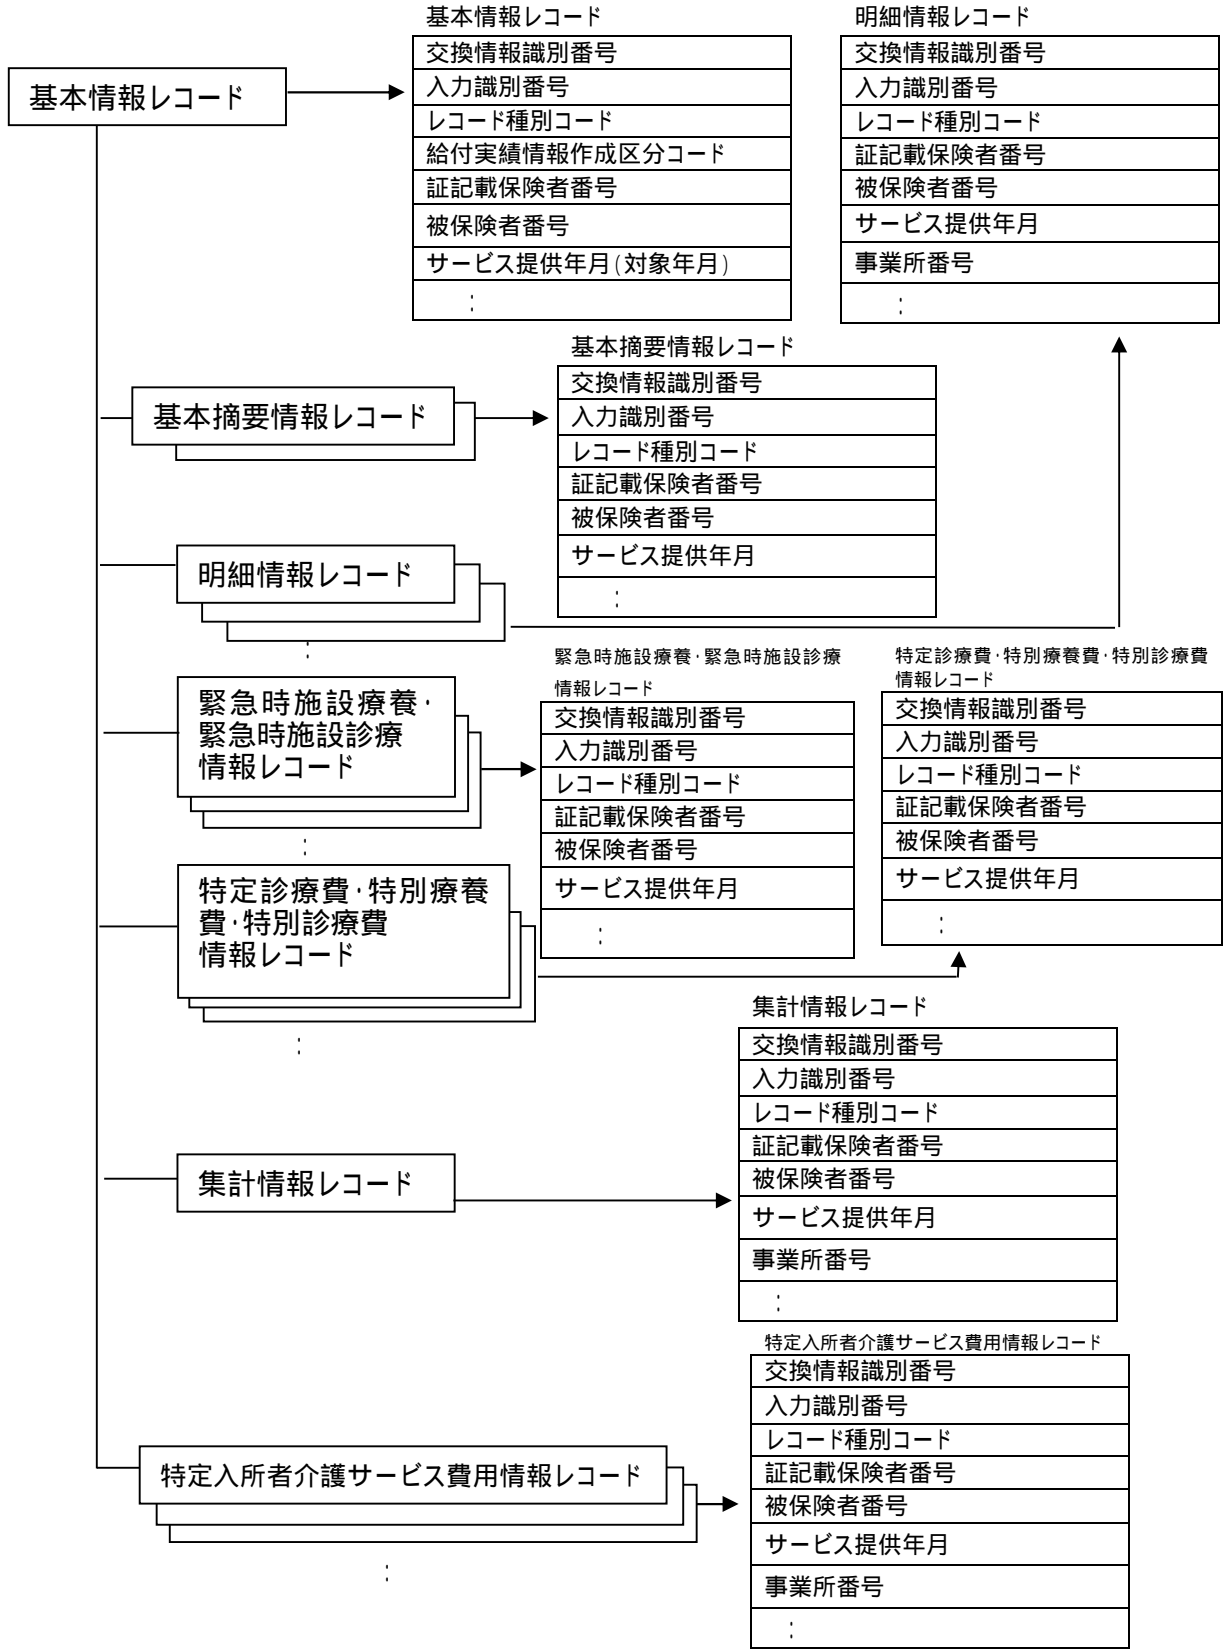 基本情報レコード
基本情報レコード
交換情報識別番号
入力識別番号
レコード種別コード
給付実績情報作成区分コード
証記載保険者番号
被保険者番号
サービス提供年月(対象年月)
:
明細情報レコード
交換情報識別番号
入力識別番号
レコード種別コード
証記載保険者番号
被保険者番号
サービス提供年月
事業所番号
:
基本摘要情報レコード
基本摘要情報レコード
交換情報識別番号
入力識別番号
レコード種別コード
証記載保険者番号
被保険者番号
サービス提供年月
:
明細情報レコード
:
緊急時施設療養・
緊急時施設診療
情報レコード
:
緊急時施設療養・緊急時施設診療
情報レコード
交換情報識別番号
入力識別番号
レコード種別コード
証記載保険者番号
被保険者番号
サービス提供年月
:
特定診療費・特別療養費・特別診療費
情報レコード
交換情報識別番号
入力識別番号
レコード種別コード
証記載保険者番号
被保険者番号
サービス提供年月
:
特定診療費・特別療養
費・特別診療費
情報レコード
:
集計情報レコード
集計情報レコード
交換情報識別番号
入力識別番号
レコード種別コード
証記載保険者番号
被保険者番号
サービス提供年月
事業所番号
:
特定入所者介護サービス費用情報レコード
:
特定入所者介護サービス費用情報レコード
交換情報識別番号
入力識別番号
レコード種別コード
証記載保険者番号
被保険者番号
サービス提供年月
事業所番号
: